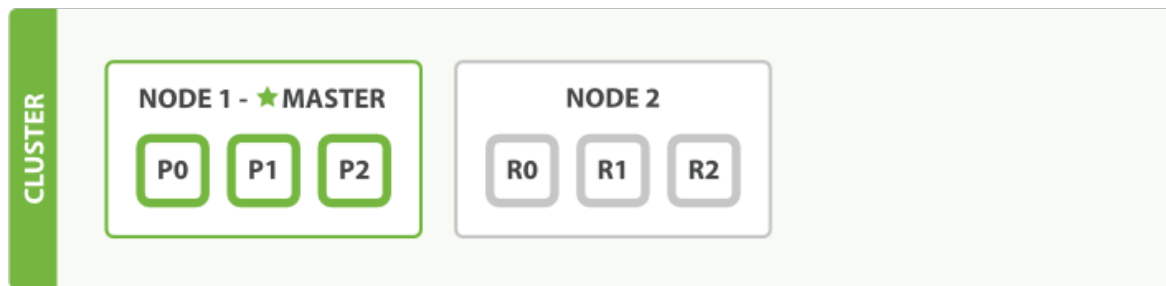 CLUSTER
NODE 1 - ★ MASTER
P0 P1 P2
NODE 2
R0 R1 R2